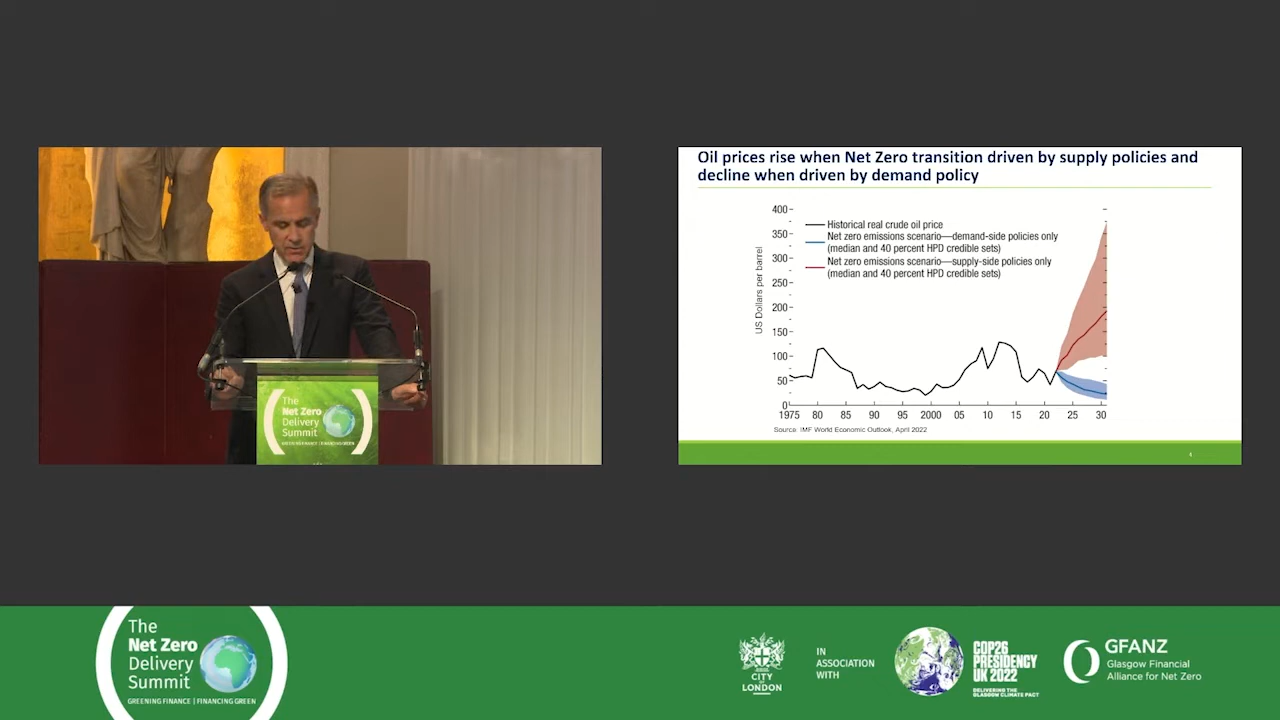 The
Net Zero
Delivery
Summit
GREENING FINANCE | FINANCING GREEN
Oil prices rise when Net Zero transition driven by supply policies and
decline when driven by demand policy
US Dollars per barrel
400
350
300
250
200
150
100
50
0
Historical real crude oil price
Net zero emissions scenario—demand-side policies only
(median and 40 percent HPD credible sets)
Net zero emissions scenario—supply-side policies only
(median and 40 percent HPD credible sets)
1975 80 85 90 95 2000 05 10 15 20 25 30
Source: IMF World Economic Outlook, April 2022
The
Net Zero
Delivery
Summit
GREENING FINANCE | FINANCING GREEN
CITY
LONDON
IN
ASSOCIATION
WITH
COP26
PRESIDENCY
UK 2022
DELIVERING THE
GLASGOW CLIMATE PACT
GFANZ
Glasgow Financial
Alliance for Net Zero